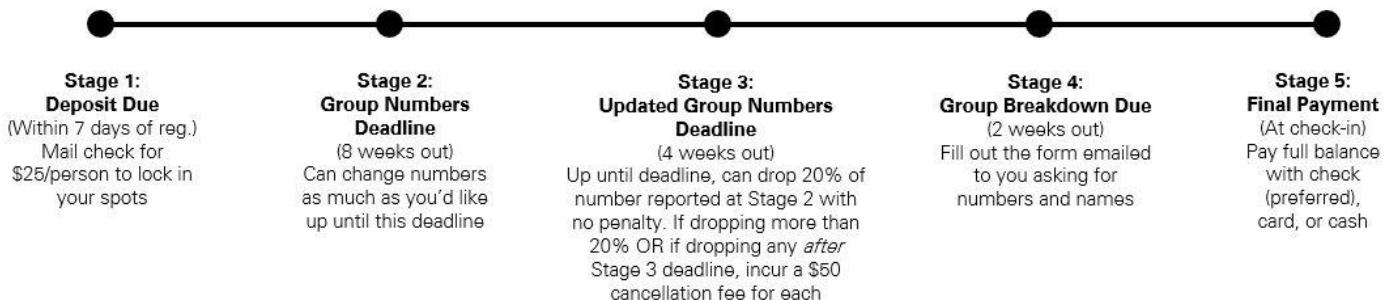 Stage 1:
Deposit Due
(Within 7 days of reg.)
Mail check for
$25/person to lock in
your spots
Stage 2:
Group Numbers
Deadline
(8 weeks out)
Can change numbers
as much as you'd like
up until this deadline
Stage 3:
Updated Group Numbers
Deadline
(4 weeks out)
Up until deadline, can drop 20% of
number reported at Stage 2 with
no penalty. If dropping more than
20% OR if dropping any after
Stage 3 deadline, incur a $50
cancellation fee for each
Stage 4:
Group Breakdown Due
(2 weeks out)
Fill out the form emailed
to you asking for
numbers and names
Stage 5:
Final Payment
(At check-in)
Pay full balance
with check
(preferred),
card, or cash